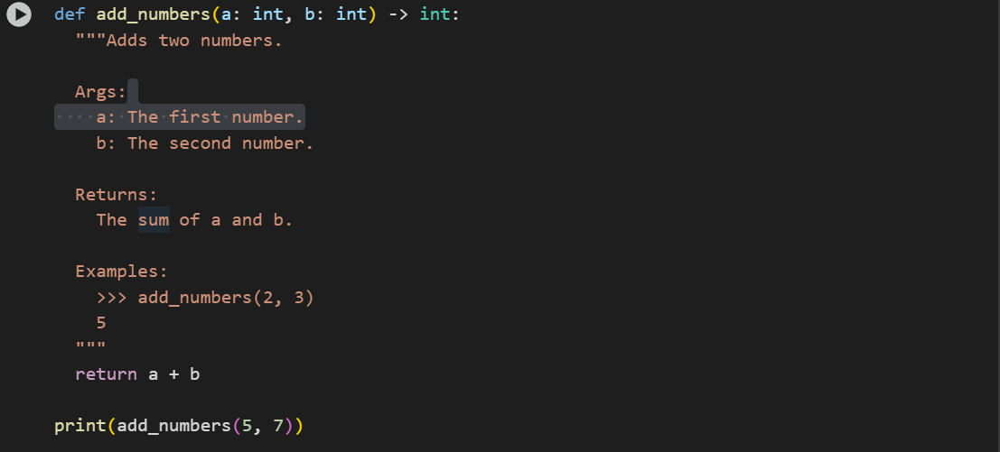 def add_numbers(a: int, b: int) -> int:
  """Adds two numbers.

  Args:
    a: The first number.
    b: The second number.

  Returns:
    The sum of a and b.

  Examples:
    >>> add_numbers(2, 3)
    5
  """
  return a + b

print(add_numbers(5, 7))